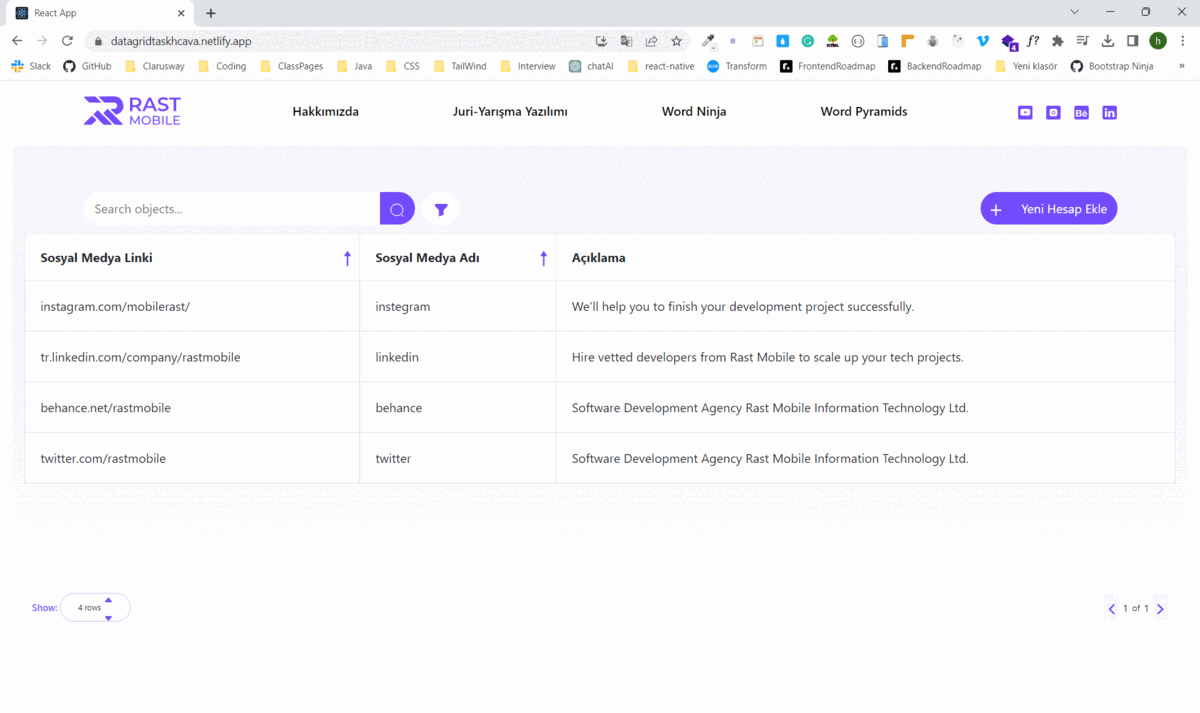 React App
datagridtaskhcava.netlify.app
B
4
f?
h
Slack GitHub Clarusway Coding ClassPages Java CSS TailWind Interview chatAI react-native Transform FrontendRoadmap BackendRoadmap Yeni klasör Bootstrap Ninja »
RAST
MOBILE
Hakkımızda Juri-Yarışma Yazılımı Word Ninja Word Pyramids Bē in
Search objects... + Yeni Hesap Ekle
Sosyal Medya Linki Sosyal Medya Adı Açıklama
instagram.com/mobilerast/ instegram We'll help you to finish your development project successfully.
tr.linkedin.com/company/rastmobile linkedin Hire vetted developers from Rast Mobile to scale up your tech projects.
behance.net/rastmobile behance Software Development Agency Rast Mobile Information Technology Ltd.
twitter.com/rastmobile twitter Software Development Agency Rast Mobile Information Technology Ltd.
Show: 4 rows 1 of 1